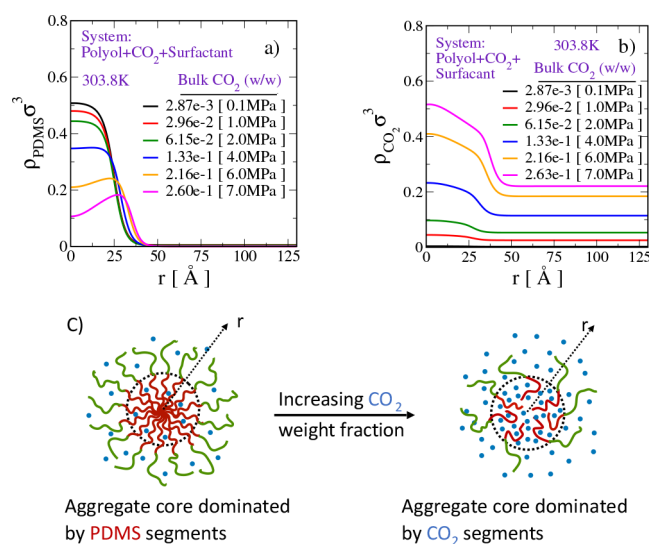 a)
System:
Polyol+CO₂+Surfactant
303.8K
Bulk CO₂ (w/w)
2.87e-3 [ 0.1MPa ]
2.96e-2 [ 1.0MPa ]
6.15e-2 [ 2.0MPa ]
1.33e-1 [ 4.0MPa ]
2.16e-1 [ 6.0MPa ]
2.60e-1 [ 7.0MPa ]
ρPDMSσ³
0.8
0.6
0.4
0.2
0
0 25 50 75 100 125
r [ Å ]
b)
System:
Polyol+CO₂+
Surfacant
303.8K
Bulk CO₂ (w/w)
2.87e-3 [ 0.1MPa ]
2.96e-2 [ 1.0MPa ]
6.15e-2 [ 2.0MPa ]
1.33e-1 [ 4.0MPa ]
2.16e-1 [ 6.0MPa ]
2.63e-1 [ 7.0MPa ]
ρCO₂σ³
0.8
0.6
0.4
0.2
0
0 25 50 75 100 125
r [ Å ]
C)
r
Increasing CO₂
weight fraction
r
Aggregate core dominated
by PDMS segments
Aggregate core dominated
by CO₂ segments